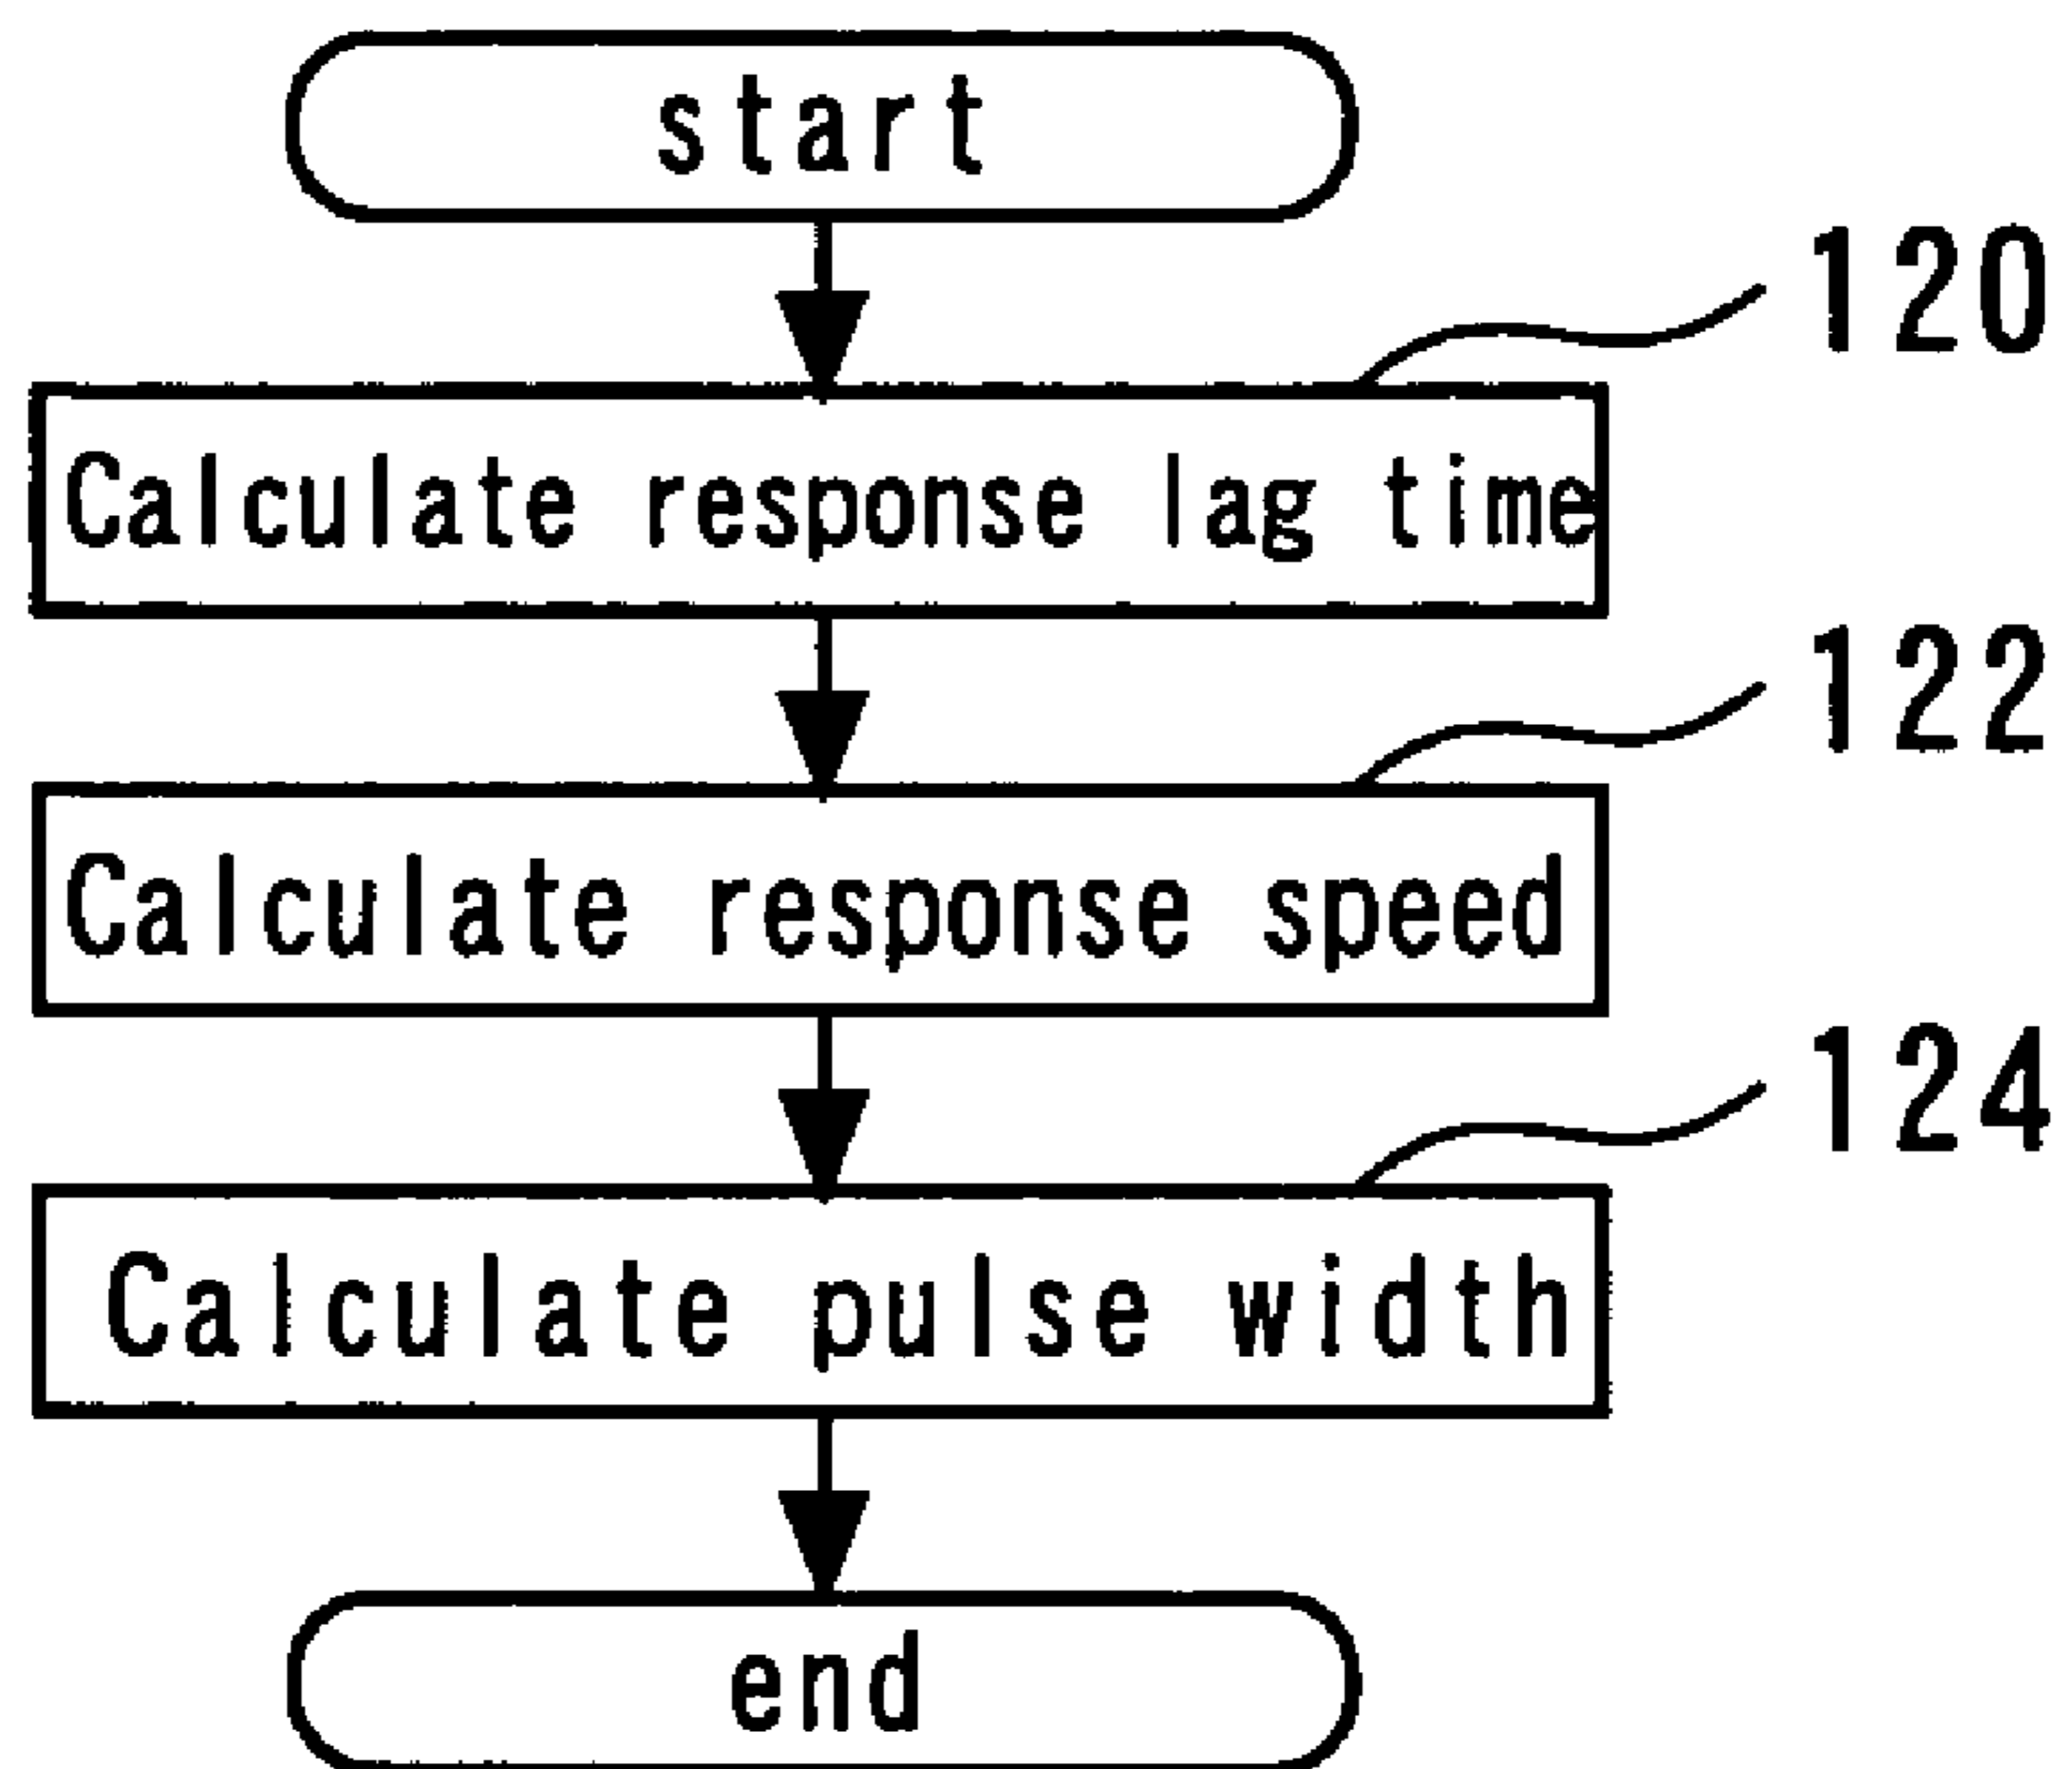 start
120
Calculate response lag time
122
Calculate response speed
124
Calculate pulse width
end